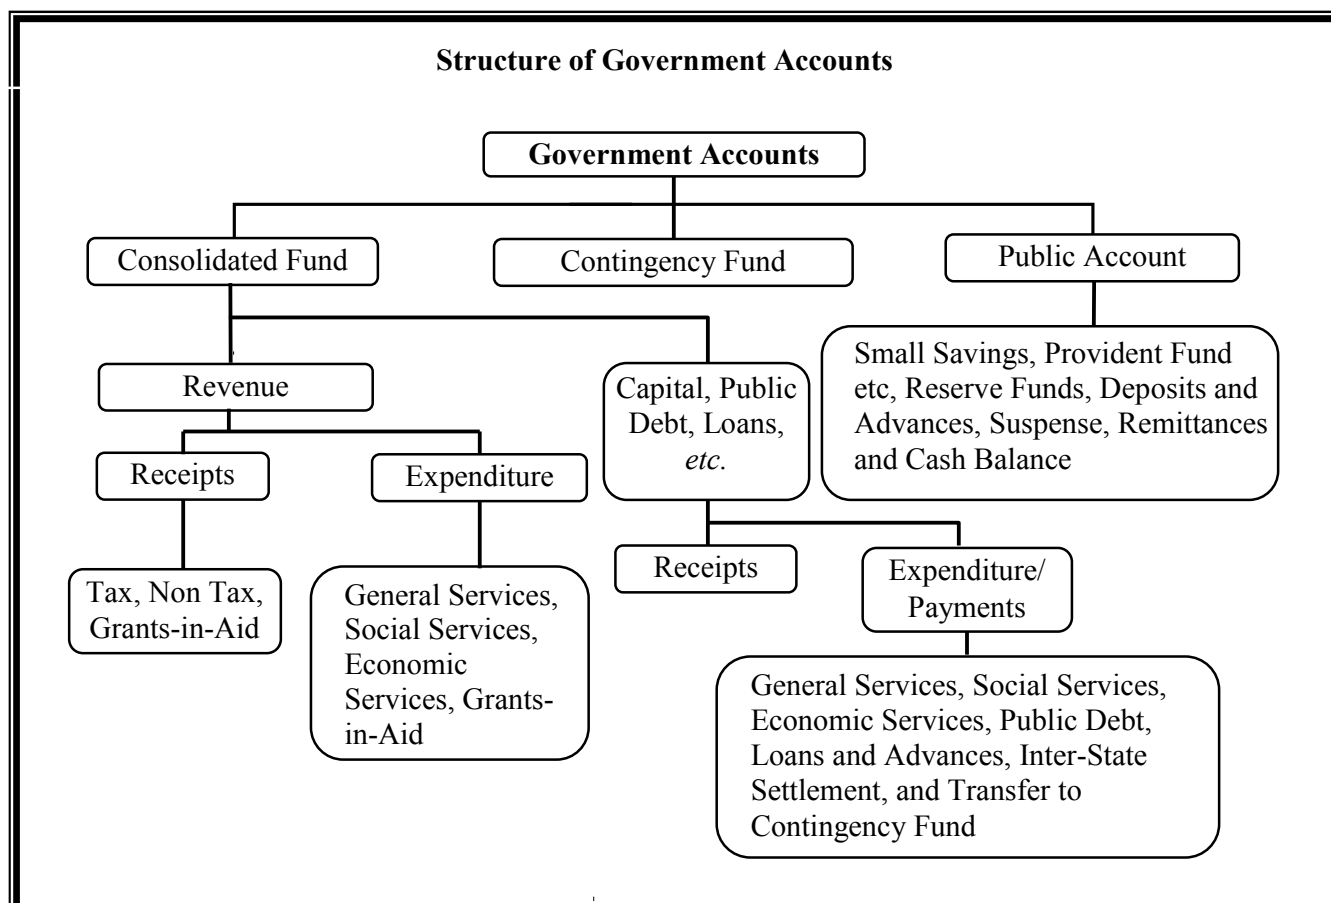 Structure of Government Accounts
Government Accounts
Consolidated Fund
Contingency Fund
Public Account
Small Savings, Provident Fund
etc, Reserve Funds, Deposits and
Advances, Suspense, Remittances
and Cash Balance
Revenue
Capital, Public
Debt, Loans,
etc.
Receipts
Expenditure
Receipts
Expenditure/
Payments
Tax, Non Tax,
Grants-in-Aid
General Services,
Social Services,
Economic
Services, Grants-
in-Aid
General Services, Social Services,
Economic Services, Public Debt,
Loans and Advances, Inter-State
Settlement, and Transfer to
Contingency Fund